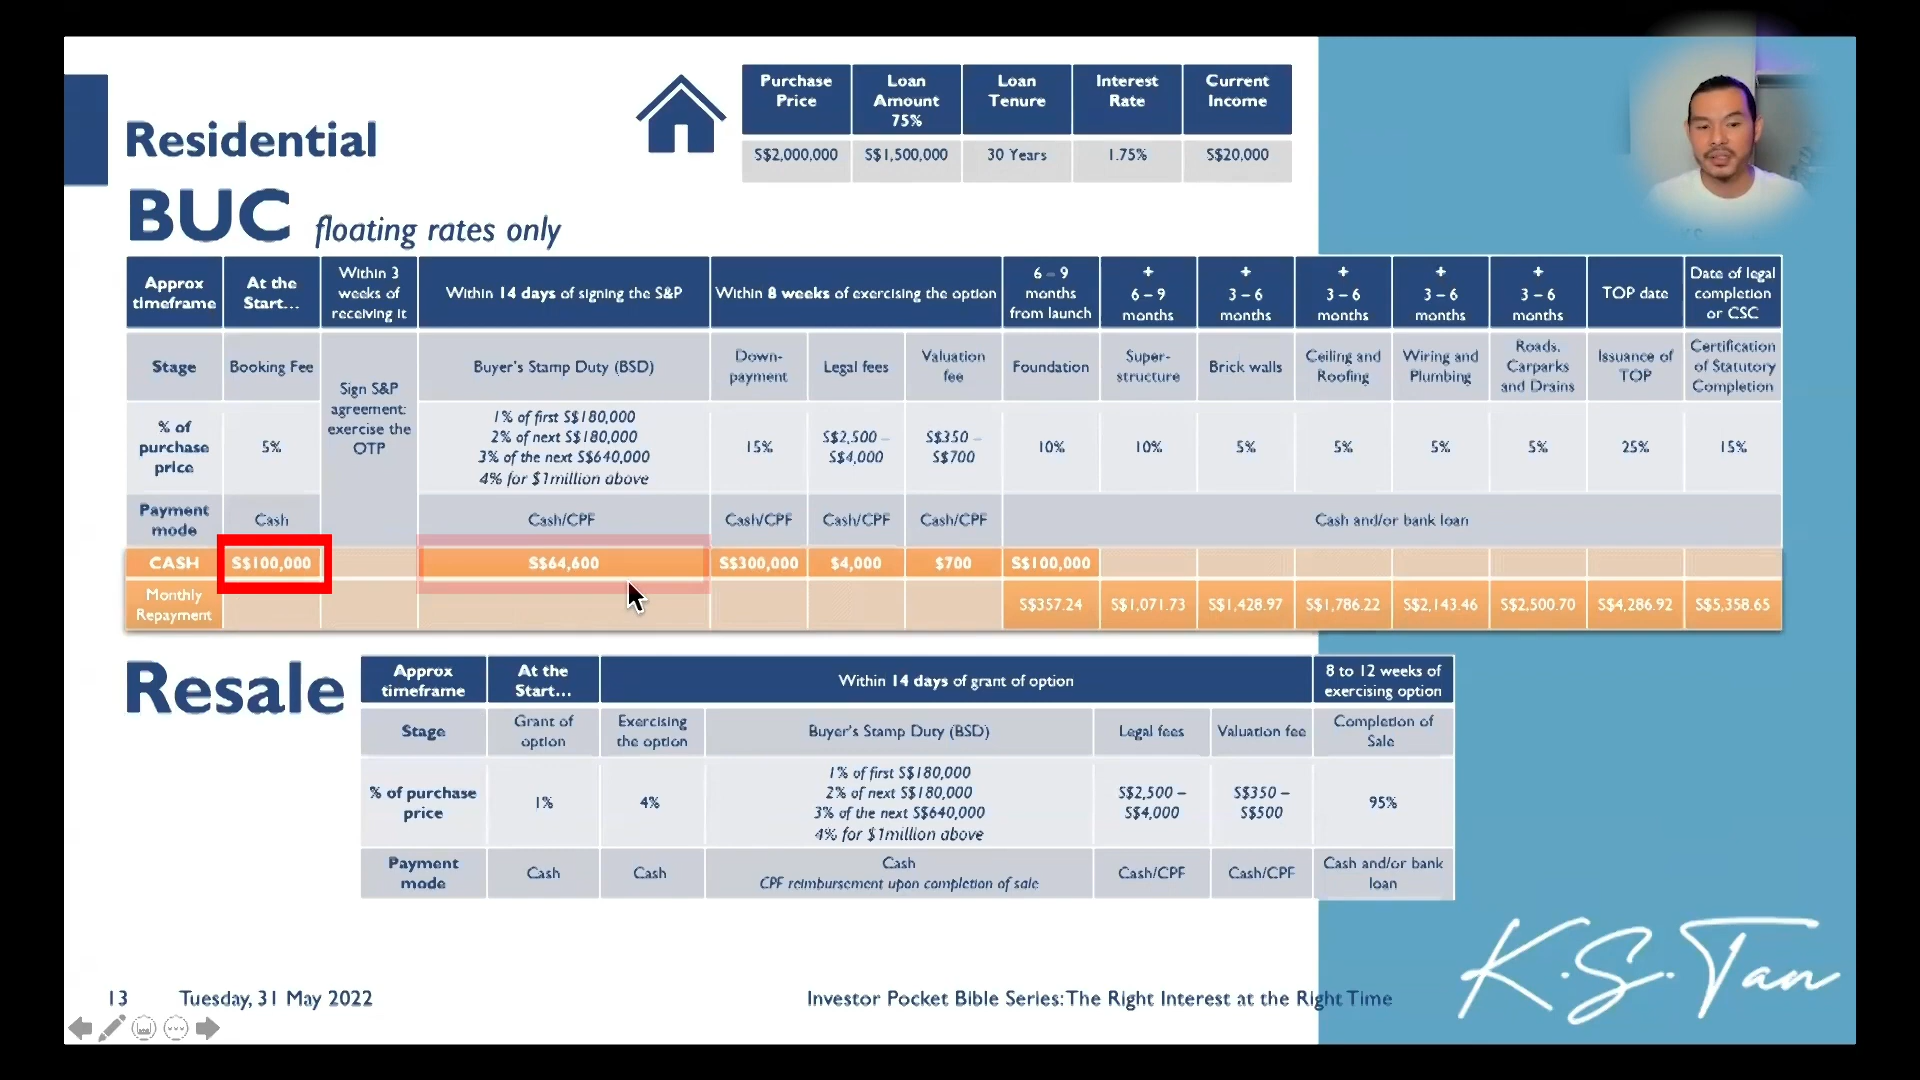 Purchase Price
Loan Amount 75%
Loan Tenure
Interest Rate
Current Income
S$2,000,000
S$1,500,000
30 Years
1.75%
S$20,000
Residential
BUC floating rates only
Approx timeframe
At the Start...
Within 3 weeks of receiving it
Within 14 days of signing the S&P
Within 8 weeks of exercising the option
6 – 9 months from launch
+ 6 – 9 months
+ 3 – 6 months
+ 3 – 6 months
+ 3 – 6 months
+ 3 – 6 months
TOP date
Date of legal completion or CSC
Stage
Booking Fee
Sign S&P agreement; exercise the OTP
Buyer's Stamp Duty (BSD)
Down-payment
Legal fees
Valuation fee
Foundation
Super-structure
Brick walls
Ceiling and Roofing
Wiring and Plumbing
Roads, Carparks and Drains
Issuance of TOP
Certification of Statutory Completion
% of purchase price
5%
1% of first S$180,000
2% of next S$180,000
3% of the next S$640,000
4% for $1million above
15%
S$2,500 – S$4,000
S$350 – S$700
10%
10%
5%
5%
5%
5%
25%
15%
Payment mode
Cash
Cash/CPF
Cash/CPF
Cash/CPF
Cash/CPF
Cash and/or bank loan
CASH
S$100,000
S$64,600
S$300,000
$4,000
$700
S$100,000
Monthly Repayment
S$357.24
S$1,071.73
S$1,428.97
S$1,786.22
S$2,143.46
S$2,500.70
S$4,286.92
S$5,358.65
Resale
Approx timeframe
At the Start...
Within 14 days of grant of option
8 to 12 weeks of exercising option
Stage
Grant of option
Exercising the option
Buyer's Stamp Duty (BSD)
Legal fees
Valuation fee
Completion of Sale
% of purchase price
1%
4%
1% of first S$180,000
2% of next S$180,000
3% of the next S$640,000
4% for $1million above
S$2,500 – S$4,000
S$350 – S$500
95%
Payment mode
Cash
Cash
Cash
CPF reimbursement upon completion of sale
Cash/CPF
Cash/CPF
Cash and/or bank loan
K.S.Tan
13
Tuesday, 31 May 2022
Investor Pocket Bible Series: The Right Interest at the Right Time